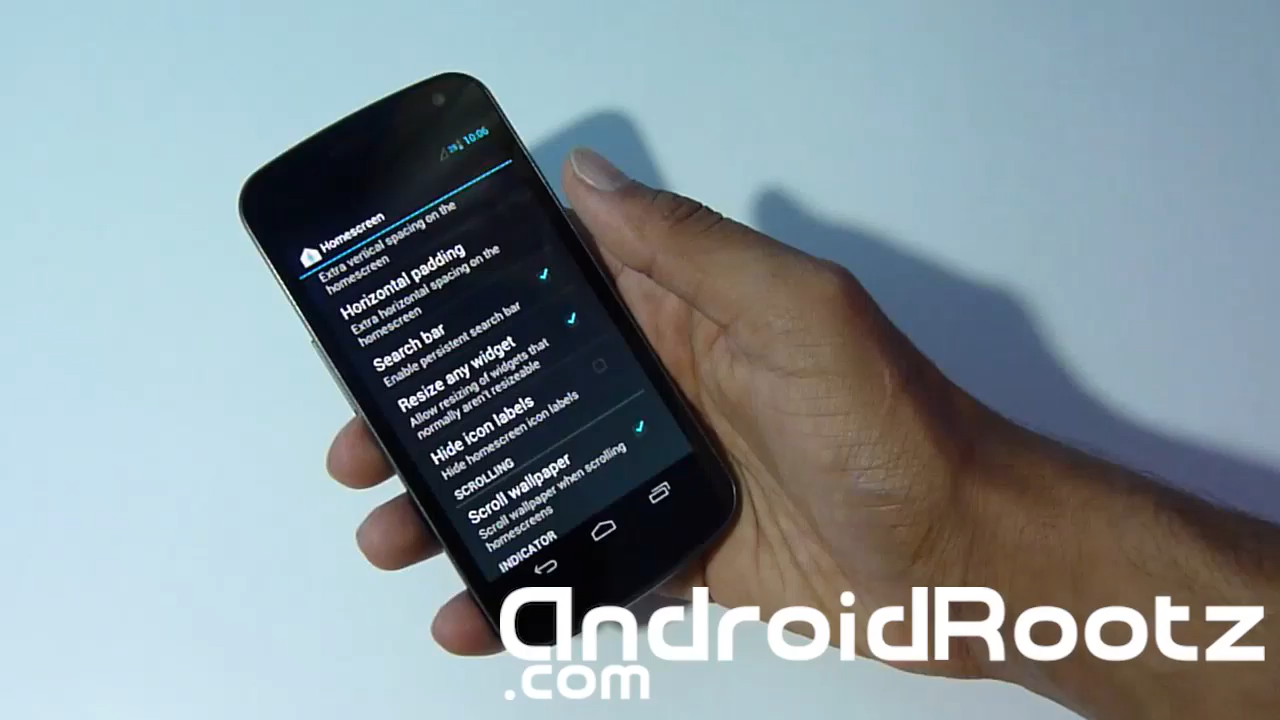 10:06
Homescreen
Extra vertical spacing on the
homescreen
Horizontal padding
Extra horizontal spacing on the
homescreen
Search bar
Enable persistent search bar
Resize any widget
Allow resizing of widgets that
normally aren't resizeable
Hide icon labels
Hide homescreen icon labels
SCROLLING
Scroll wallpaper
Scroll wallpaper when scrolling
homescreens
INDICATOR
AndroidRootz
.com